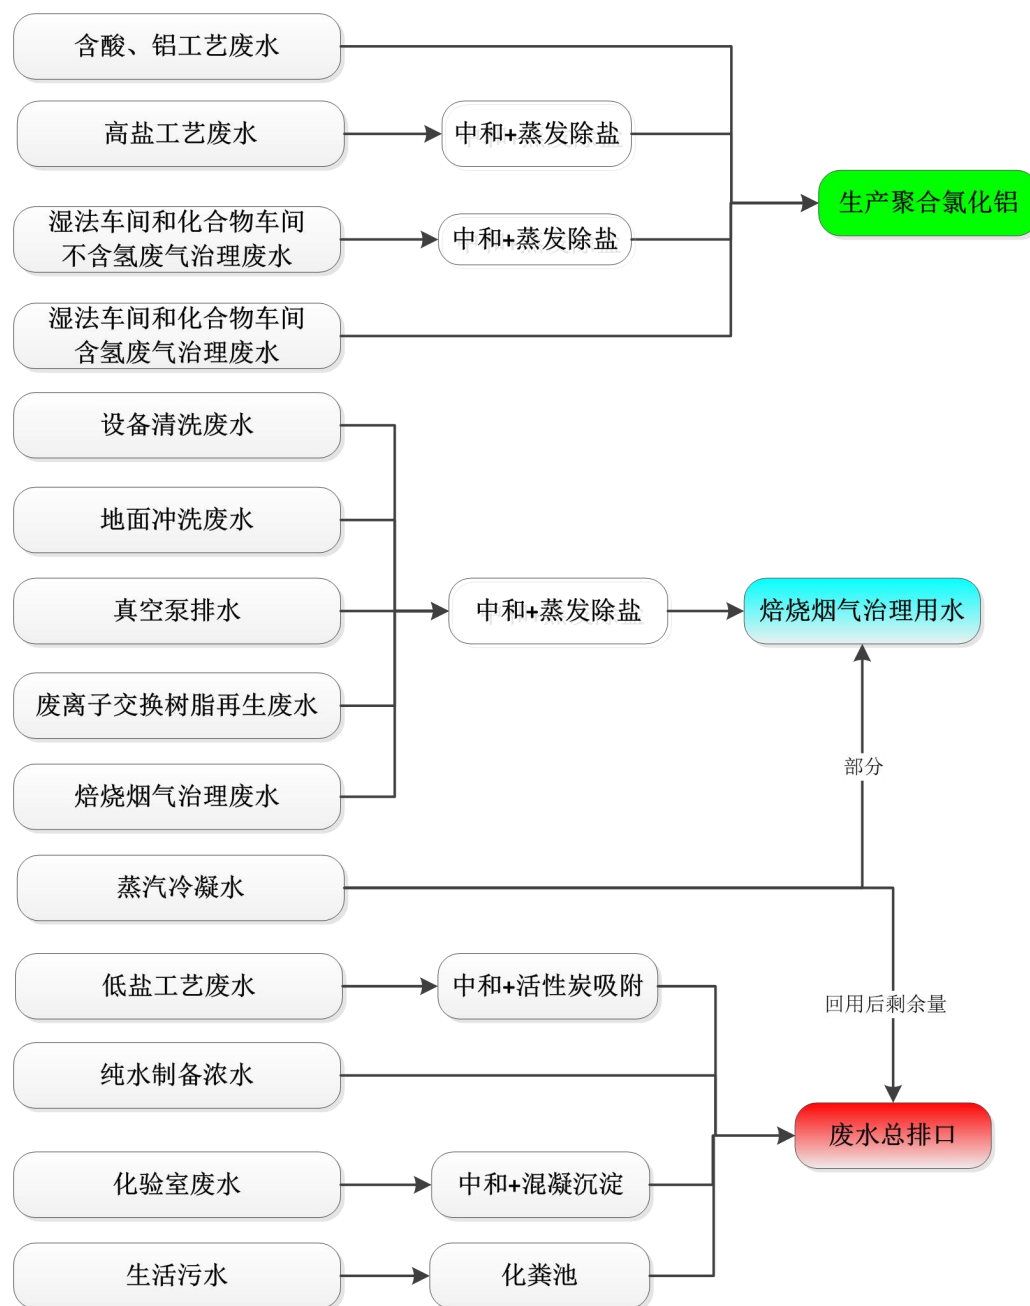 含酸、铝工艺废水
高盐工艺废水
中和+蒸发除盐
生产聚合氯化铝
湿法车间和化合物车间
不含氢废气治理废水
中和+蒸发除盐
湿法车间和化合物车间
含氢废气治理废水
设备清洗废水
地面冲洗废水
真空泵排水
中和+蒸发除盐
焙烧烟气治理用水
废离子交换树脂再生废水
部分
焙烧烟气治理废水
蒸汽冷凝水
低盐工艺废水
中和+活性炭吸附
回用后剩余量
纯水制备浓水
废水总排口
化验室废水
中和+混凝沉淀
生活污水
化粪池